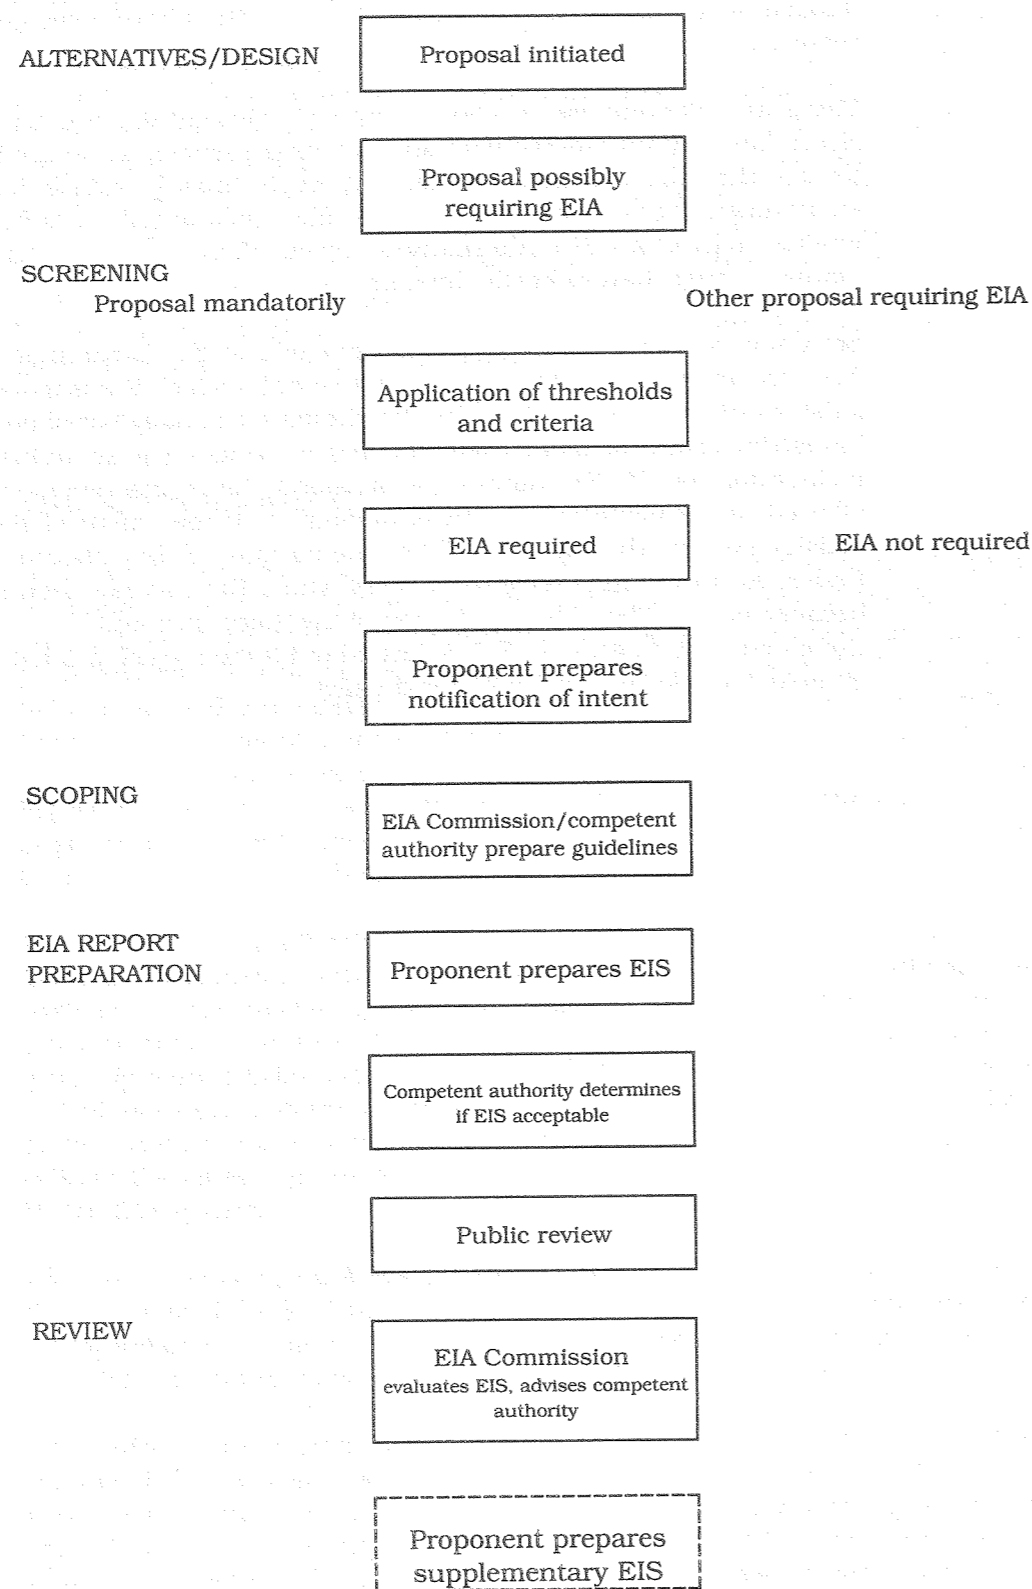 ALTERNATIVES/DESIGN
Proposal initiated
Proposal possibly
requiring EIA
SCREENING
Proposal mandatorily
Other proposal requiring EIA
Application of thresholds
and criteria
EIA required
EIA not required
Proponent prepares
notification of intent
SCOPING
EIA Commission/competent
authority prepare guidelines
EIA REPORT
PREPARATION
Proponent prepares EIS
Competent authority determines
if EIS acceptable
Public review
REVIEW
EIA Commission
evaluates EIS, advises competent
authority
Proponent prepares
supplementary EIS